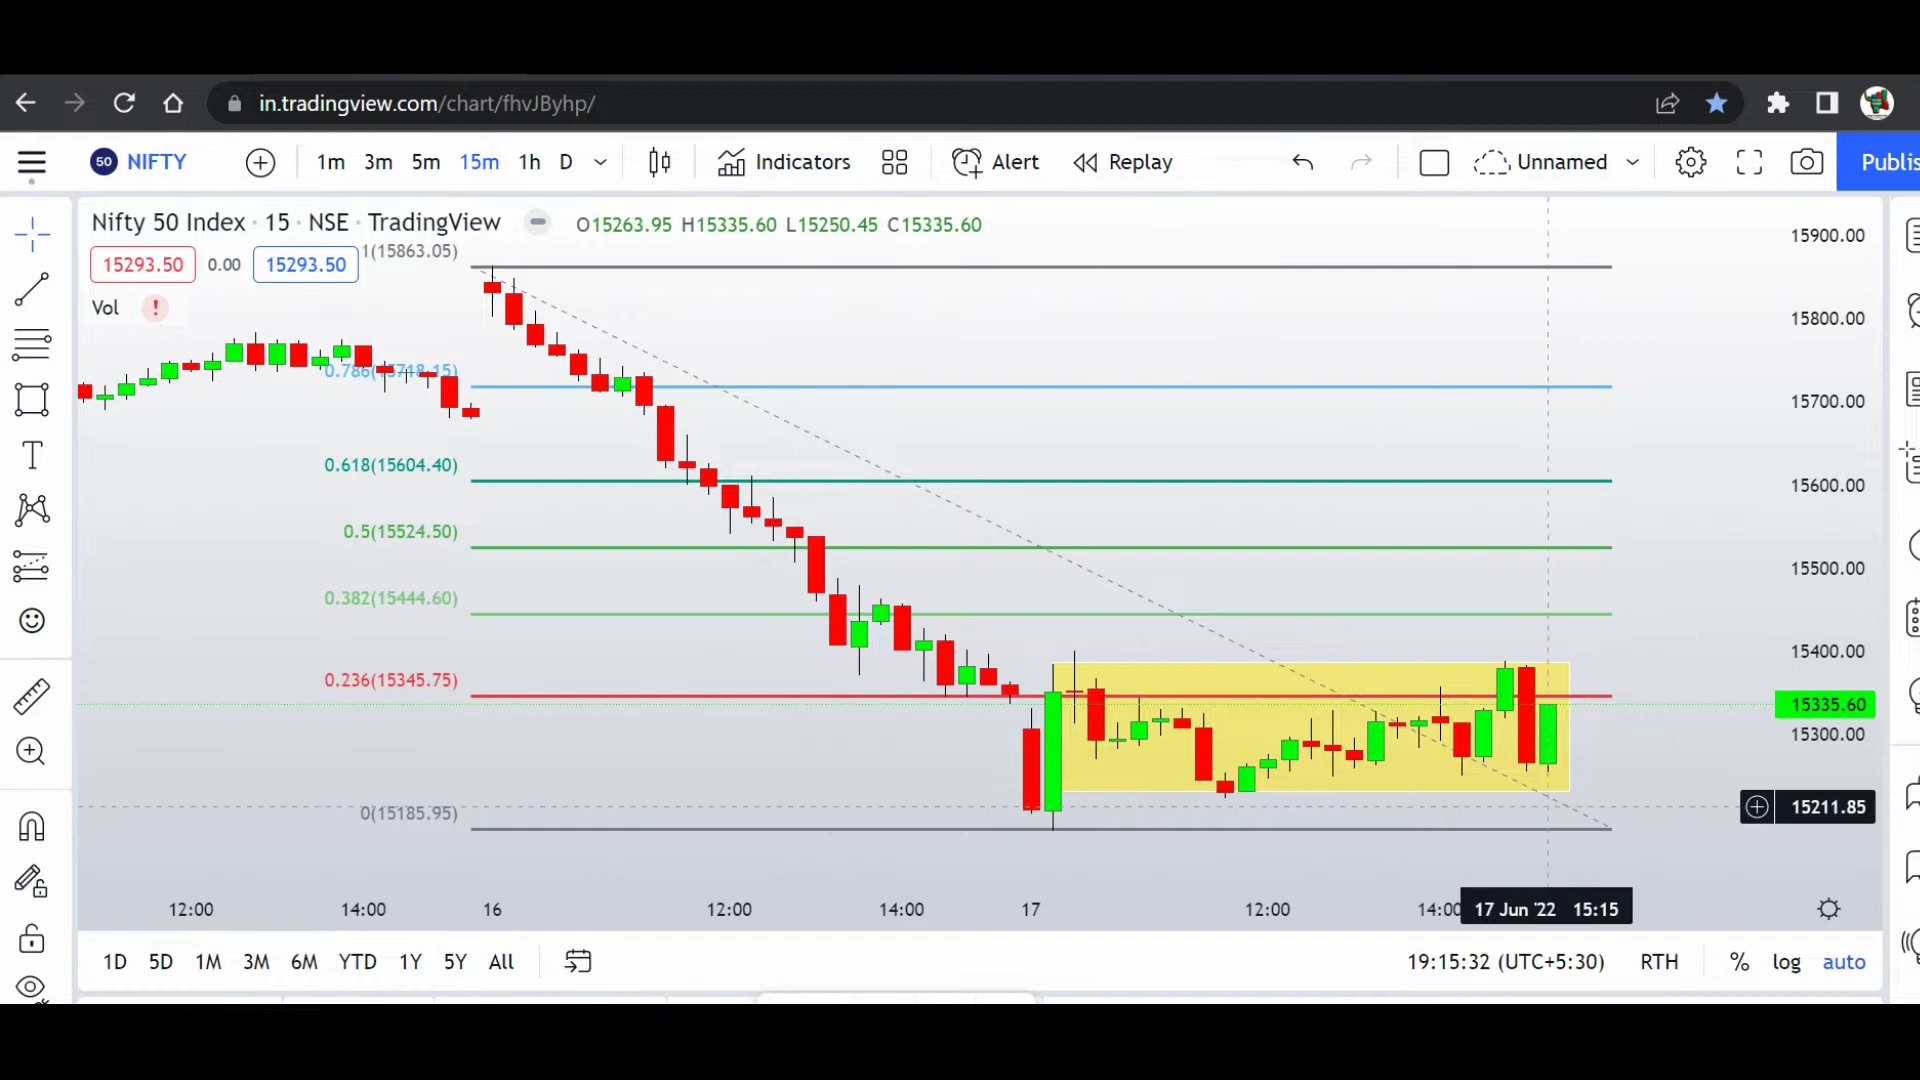 in.tradingview.com/chart/fhvJByhp/
50 NIFTY 1m 3m 5m 15m 1h D Indicators Alert Replay Unnamed Publis
Nifty 50 Index · 15 · NSE · TradingView O15263.95 H15335.60 L15250.45 C15335.60
15293.50 0.00 15293.50
Vol !
1(15863.05)
0.786(15718.15)
0.618(15604.40)
0.5(15524.50)
0.382(15444.60)
0.236(15345.75)
0(15185.95)
15900.00
15800.00
15700.00
15600.00
15500.00
15400.00
15335.60
15300.00
15211.85
12:00 14:00 16 12:00 14:00 17 12:00 14:00 17 Jun '22 15:15
1D 5D 1M 3M 6M YTD 1Y 5Y All 19:15:32 (UTC+5:30) RTH % log auto